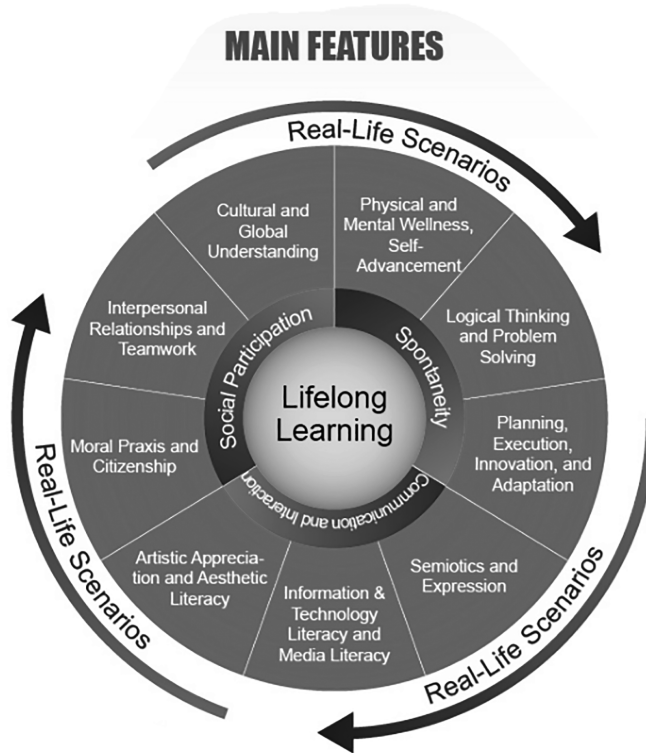 MAIN FEATURES
Real-Life Scenarios
Cultural and
Global
Understanding
Physical and
Mental Wellness,
Self-
Advancement
Interpersonal
Relationships and
Teamwork
Logical Thinking
and Problem
Solving
Social Participation
Spontaneity
Lifelong
Learning
Moral Praxis and
Citizenship
Planning,
Execution,
Innovation, and
Adaptation
Communication and Interaction
Artistic Apprecia-
tion and Aesthetic
Literacy
Semiotics and
Expression
Information &
Technology
Literacy and
Media Literacy
Real-Life Scenarios
Real-Life Scenarios